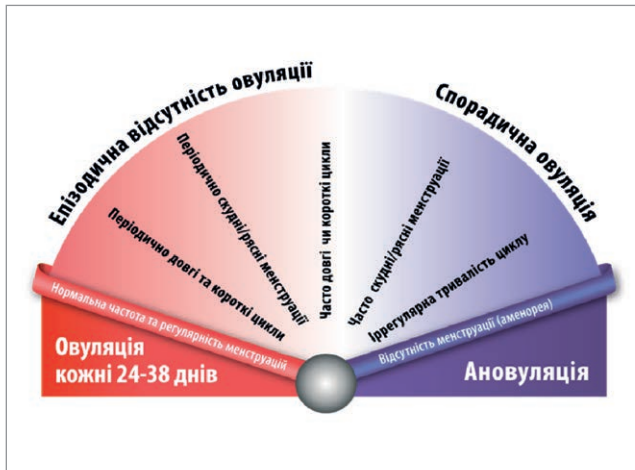 Епізодична відсутність овуляції
Спорадична овуляція
Періодично довгі та короткі цикли
Періодично скудні/рясні менструації
Часто довгі чи короткі цикли
Часто скудні/рясні менструації
Іррегулярка тривалість циклу
Нормальна частота та регулярність менструацій
Відсутність менструації (аменорея)
Овуляція
кожні 24-38 днів
Ановуляція